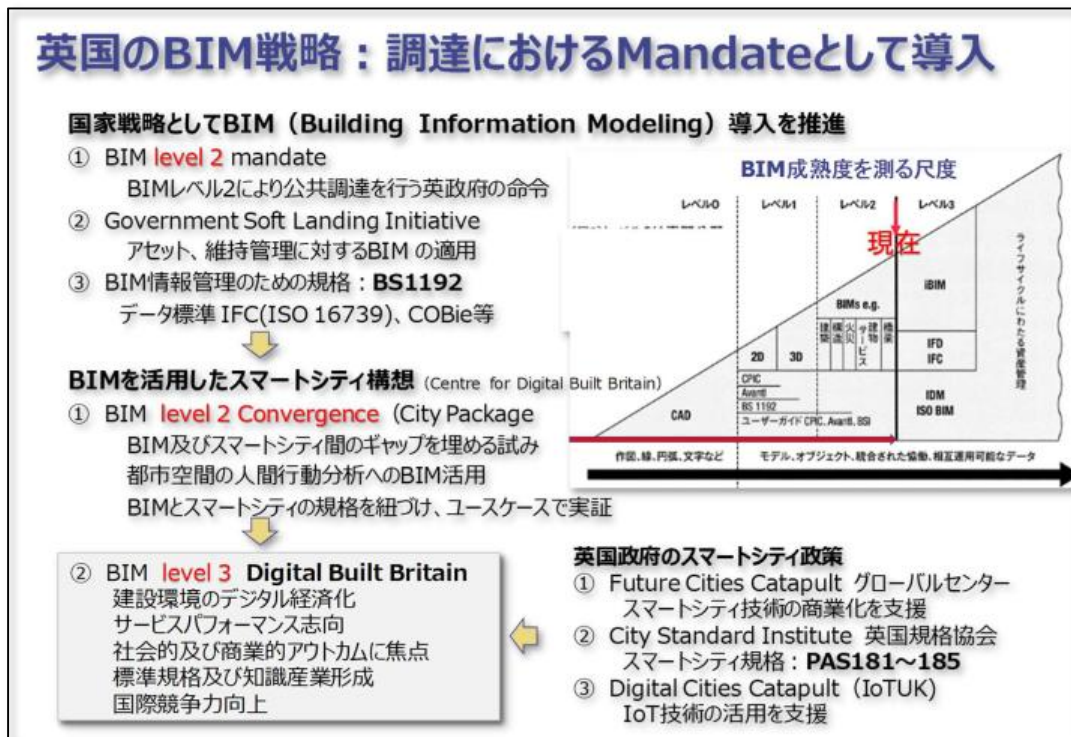 英国のBIM戦略：調達におけるMandateとして導入
国家戦略としてBIM（Building Information Modeling）導入を推進
① BIM level 2 mandate
BIMレベル2により公共調達を行う英政府の命令
② Government Soft Landing Initiative
アセット、維持管理に対するBIM の適用
③ BIM情報管理のための規格：BS1192
データ標準 IFC(ISO 16739)、COBie等
BIMを活用したスマートシティ構想（Centre for Digital Built Britain）
① BIM level 2 Convergence（City Package
BIM及びスマートシティ間のギャップを埋める試み
都市空間の人間行動分析へのBIM活用
BIMとスマートシティの規格を紐づけ、ユースケースで実証
② BIM level 3 Digital Built Britain
建設環境のデジタル経済化
サービスパフォーマンス志向
社会的及び商業的アウトカムに焦点
標準規格及び知識産業形成
国際競争力向上
BIM成熟度を測る尺度
レベル0 レベル1 レベル2 レベル3
現在
BIMs e.g.
建築 構造 火災 サービス 建物 橋梁
2D 3D
CAD
CPIC
Avanti
BS 1192
ユーザーガイド CPIC, Avanti, BSI
iBIM
IFD
IFC
IDM
ISO BIM
ライフサイクルにわたる資産管理
作図、線、円弧、文字など モデル、オブジェクト、統合された協働、相互運用可能なデータ
英国政府のスマートシティ政策
① Future Cities Catapult グローバルセンター
スマートシティ技術の商業化を支援
② City Standard Institute 英国規格協会
スマートシティ規格：PAS181～185
③ Digital Cities Catapult（IoTUK)
IoT技術の活用を支援